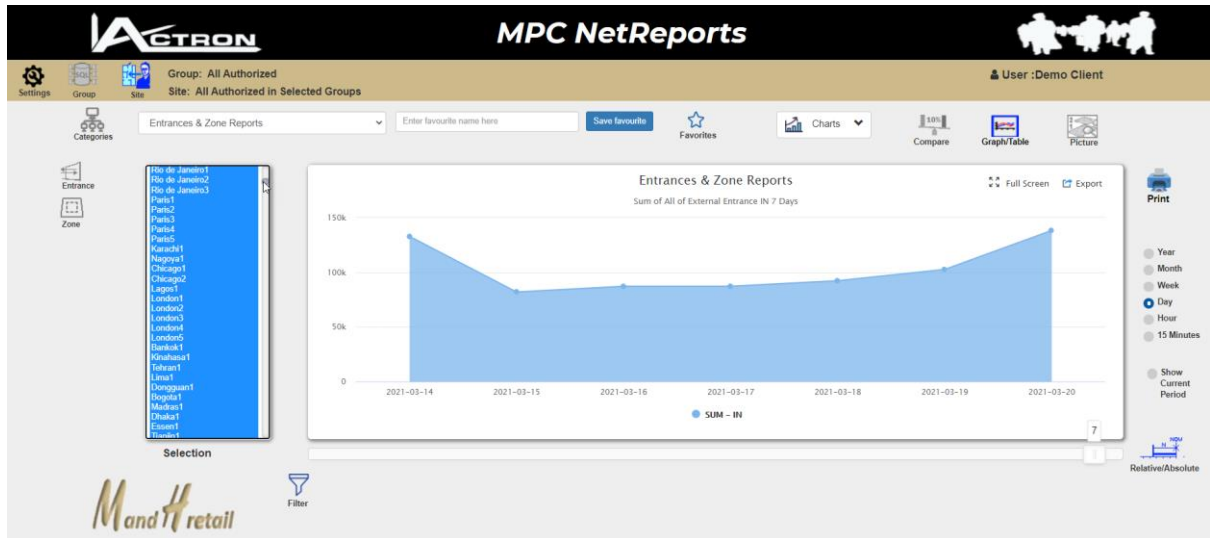 ACTRON
MPC NetReports
Settings
Group
Site
Group: All Authorized
Site: All Authorized in Selected Groups
User :Demo Client
Categories
Entrances & Zone Reports
Enter favourite name here
Save favourite
Favorites
Charts
10%
Compare
Graph/Table
Picture
Entrance
Zone
Rio de Janeiro1
Rio de Janeiro2
Rio de Janeiro3
Paris1
Paris2
Paris3
Paris4
Paris5
Karachi1
Nagoya1
Chicago1
Chicago2
Lagos1
London1
London2
London3
London4
London5
Bankok1
Kinahasa1
Tehran1
Lima1
Dongguan1
Bogota1
Madras1
Dhaka1
Essen1
Tianjin1
Selection
Entrances & Zone Reports
Sum of All of External Entrance IN 7 Days
Full Screen
Export
150k
100k
50k
0
2021-03-14
2021-03-15
2021-03-16
2021-03-17
2021-03-18
2021-03-19
2021-03-20
SUM - IN
7
Print
Year
Month
Week
Day
Hour
15 Minutes
Show
Current
Period
Relative/Absolute
Filter
M and H retail